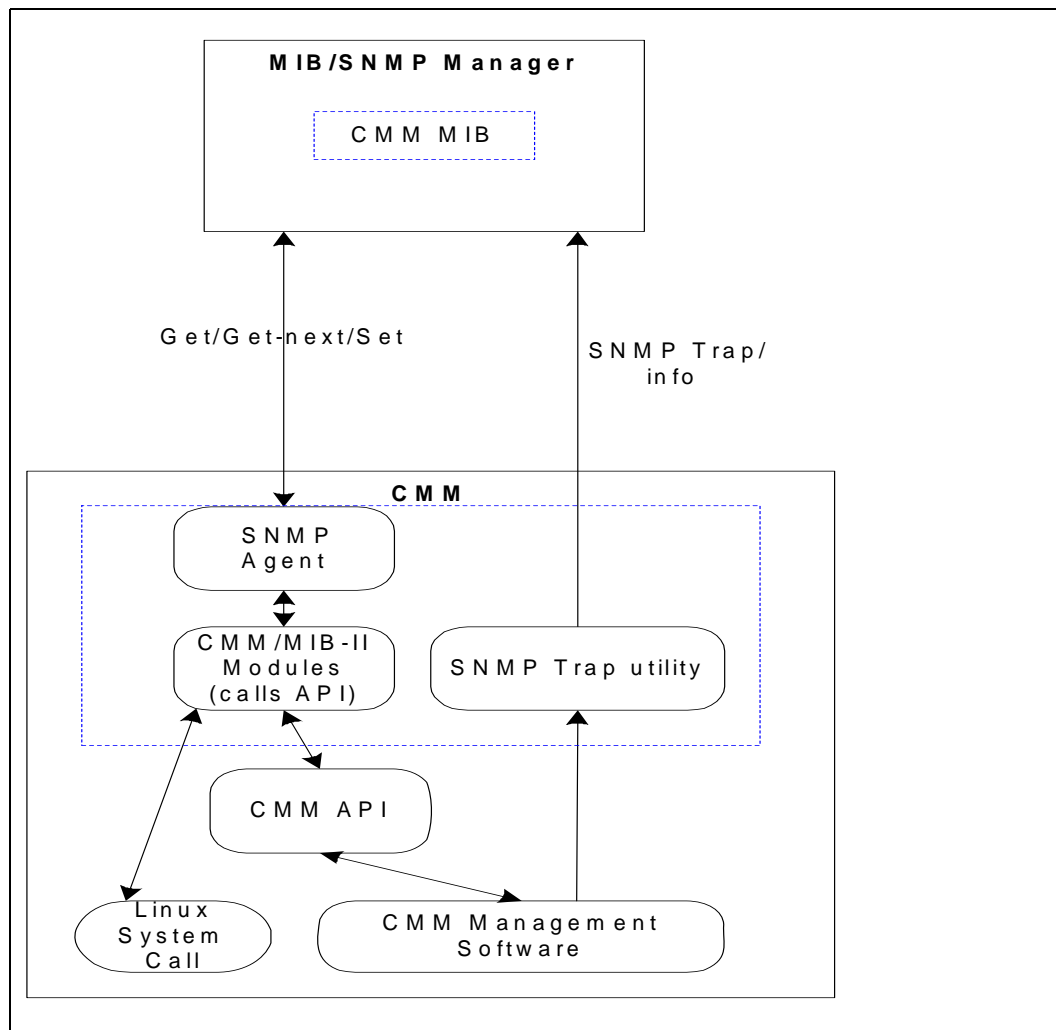 MIB/SNMP Manager
CMM MIB
Get/Get-next/Set
SNMP Trap/
info
CMM
SNMP
Agent
CMM/MIB-II
Modules
(calls API)
SNMP Trap utility
CMM API
Linux
System
Call
CMM Management
Software